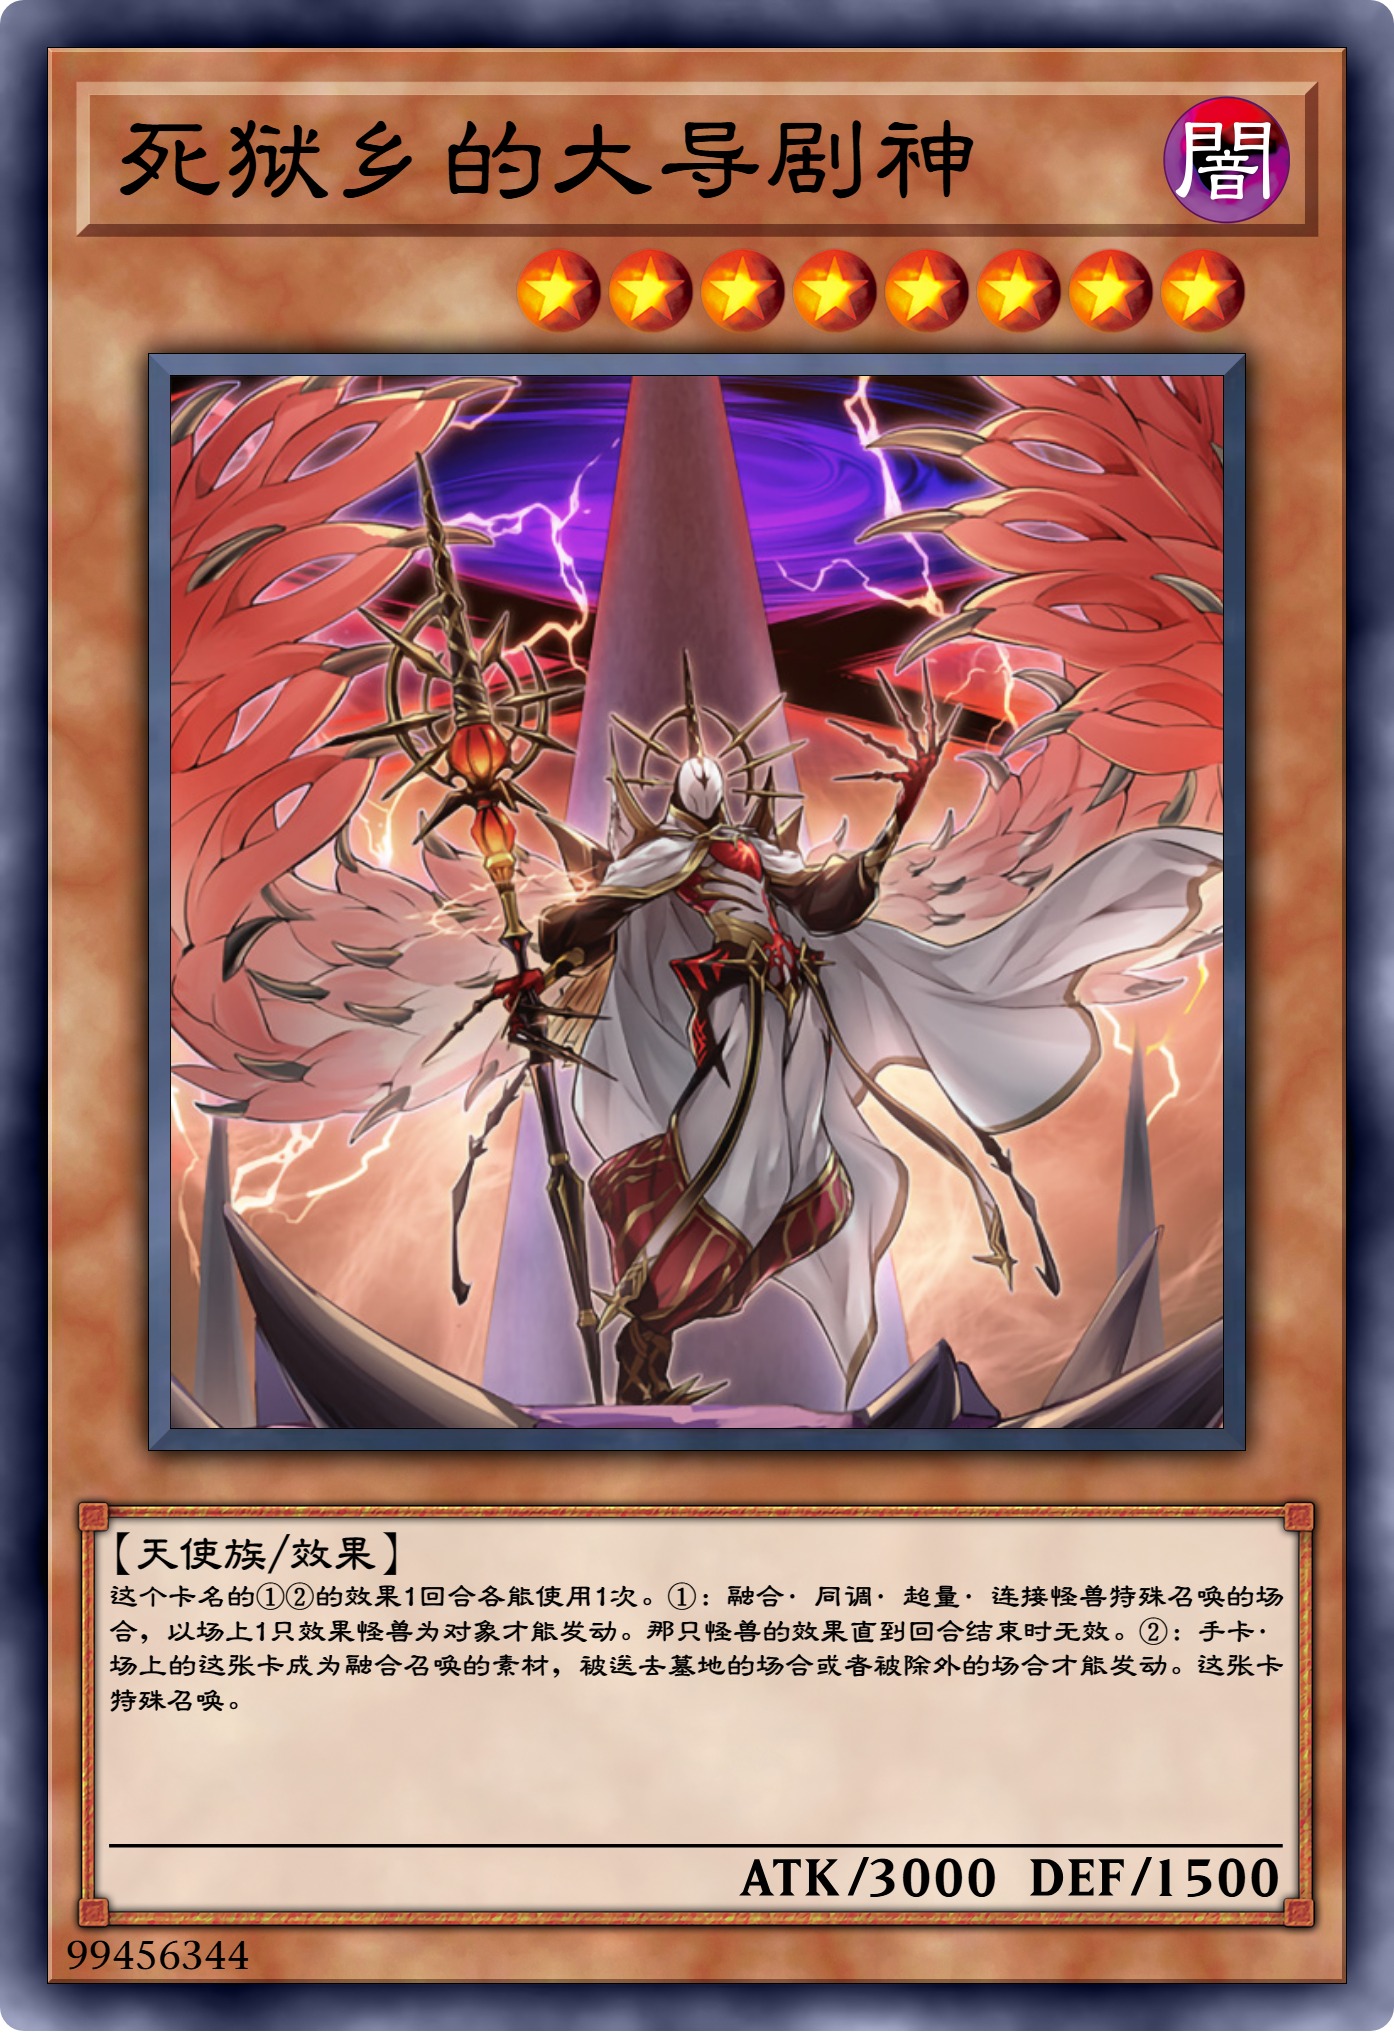 死狱乡的大导剧神
闇
【天使族/效果】
这个卡名的①②的效果1回合各能使用1次。①：融合·同调·超量·连接怪兽特殊召唤的场
合，以场上1只效果怪兽为对象才能发动。那只怪兽的效果直到回合结束时无效。②：手卡·
场上的这张卡成为融合召唤的素材，被送去墓地的场合或者被除外的场合才能发动。这张卡
特殊召唤。
ATK/3000 DEF/1500
99456344